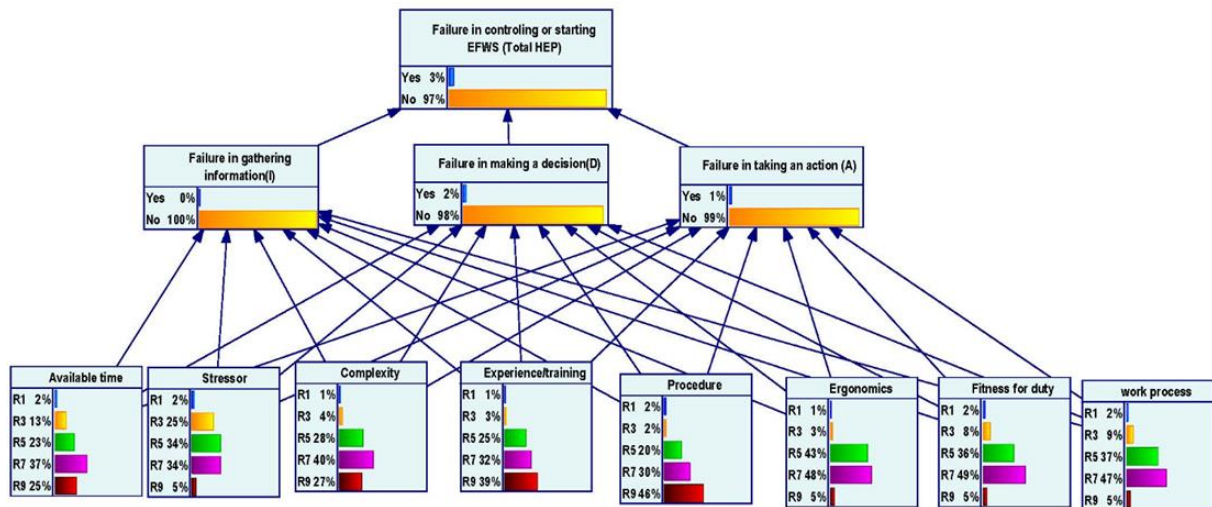 Failure in controling or starting
EFWS (Total HEP)
Yes 3%
No 97%
Failure in gathering
information(I)
Yes 0%
No 100%
Failure in making a decision(D)
Yes 2%
No 98%
Failure in taking an action (A)
Yes 1%
No 99%
Available time
R1 2%
R3 13%
R5 23%
R7 37%
R9 25%
Stressor
R1 2%
R3 25%
R5 34%
R7 34%
R9 5%
Complexity
R1 1%
R3 4%
R5 28%
R7 40%
R9 27%
Experience/training
R1 1%
R3 3%
R5 25%
R7 32%
R9 39%
Procedure
R1 2%
R3 2%
R5 20%
R7 30%
R9 46%
Ergonomics
R1 1%
R3 3%
R5 43%
R7 48%
R9 5%
Fitness for duty
R1 2%
R3 8%
R5 36%
R7 49%
R9 5%
work process
R1 2%
R3 9%
R5 37%
R7 47%
R9 5%